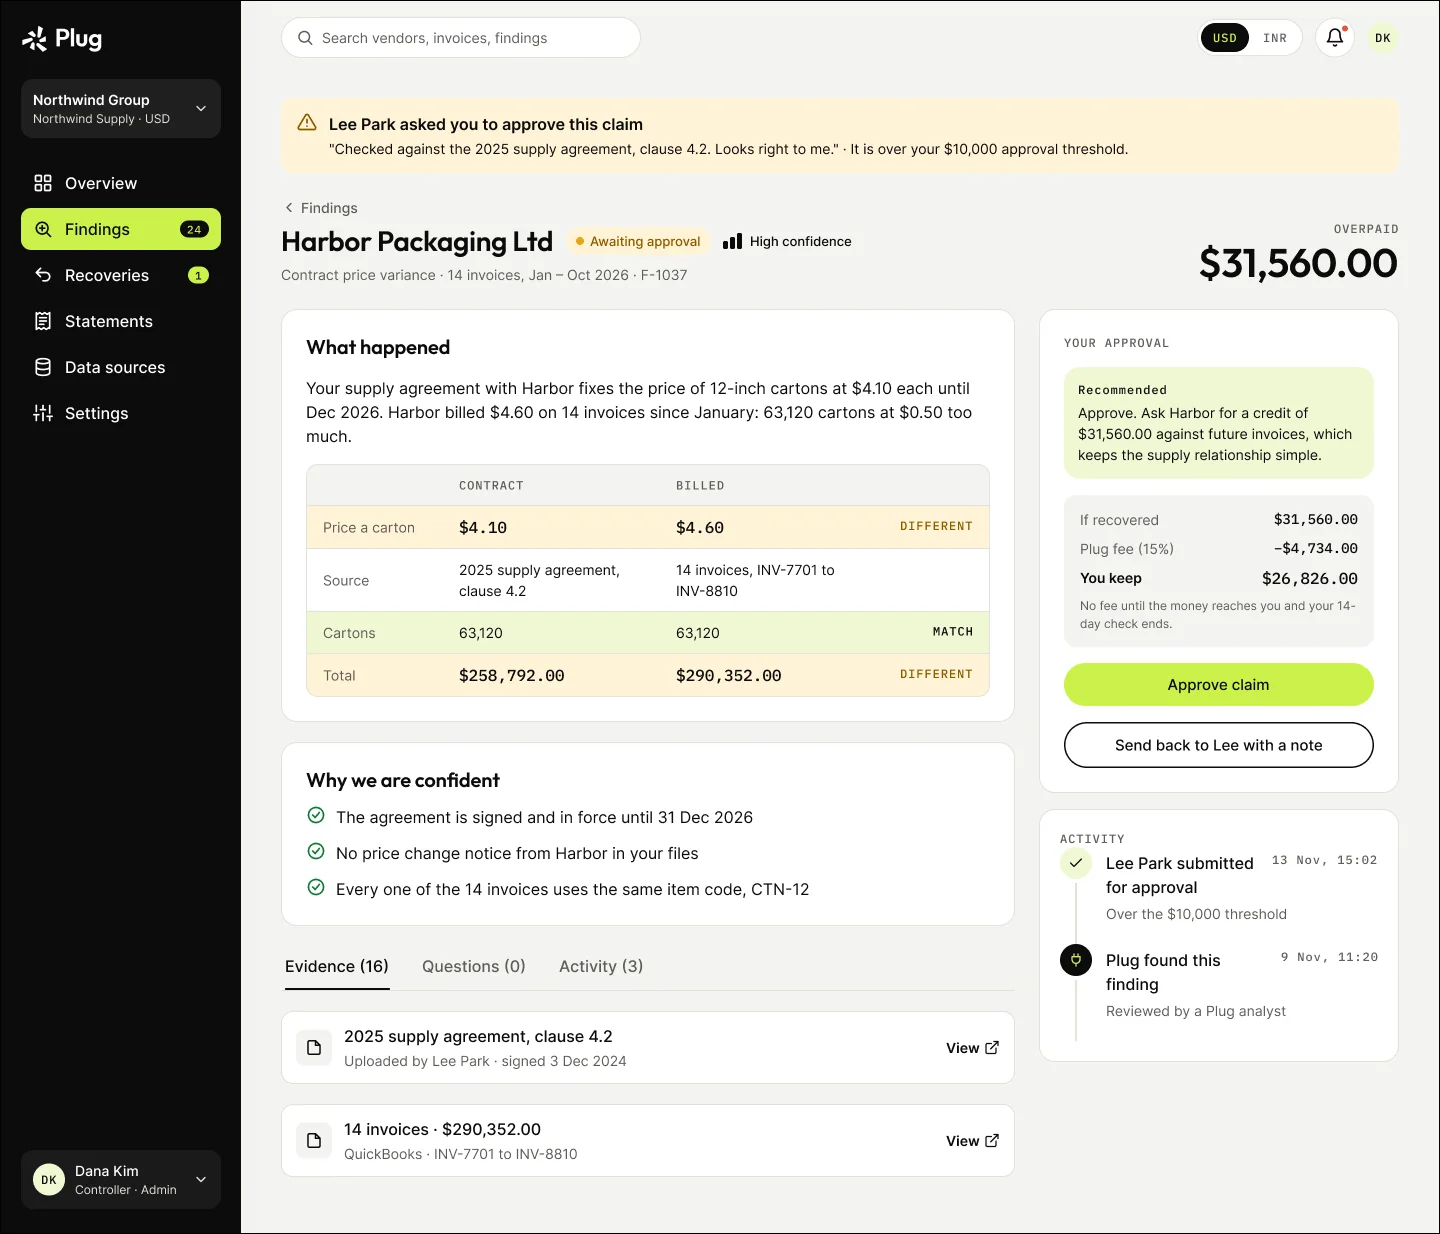 Plug
Northwind Group
Northwind Supply · USD
Overview
Findings 24
Recoveries 1
Statements
Data sources
Settings
DK
Dana Kim
Controller · Admin
Search vendors, invoices, findings
USD INR
DK
Lee Park asked you to approve this claim
"Checked against the 2025 supply agreement, clause 4.2. Looks right to me." · It is over your $10,000 approval threshold.
Findings
Harbor Packaging Ltd Awaiting approval High confidence
Contract price variance · 14 invoices, Jan – Oct 2026 · F-1037
OVERPAID
$31,560.00
What happened
Your supply agreement with Harbor fixes the price of 12-inch cartons at $4.10 each until
Dec 2026. Harbor billed $4.60 on 14 invoices since January: 63,120 cartons at $0.50 too
much.
CONTRACT BILLED
Price a carton $4.10 $4.60 DIFFERENT
Source 2025 supply agreement, clause 4.2 14 invoices, INV-7701 to INV-8810
Cartons 63,120 63,120 MATCH
Total $258,792.00 $290,352.00 DIFFERENT
Why we are confident
The agreement is signed and in force until 31 Dec 2026
No price change notice from Harbor in your files
Every one of the 14 invoices uses the same item code, CTN-12
Evidence (16) Questions (0) Activity (3)
2025 supply agreement, clause 4.2
Uploaded by Lee Park · signed 3 Dec 2024
View
14 invoices · $290,352.00
QuickBooks · INV-7701 to INV-8810
View
YOUR APPROVAL
Recommended
Approve. Ask Harbor for a credit of
$31,560.00 against future invoices, which
keeps the supply relationship simple.
If recovered $31,560.00
Plug fee (15%) −$4,734.00
You keep $26,826.00
No fee until the money reaches you and your 14-
day check ends.
Approve claim
Send back to Lee with a note
ACTIVITY
Lee Park submitted 13 Nov, 15:02
for approval
Over the $10,000 threshold
Plug found this 9 Nov, 11:20
finding
Reviewed by a Plug analyst